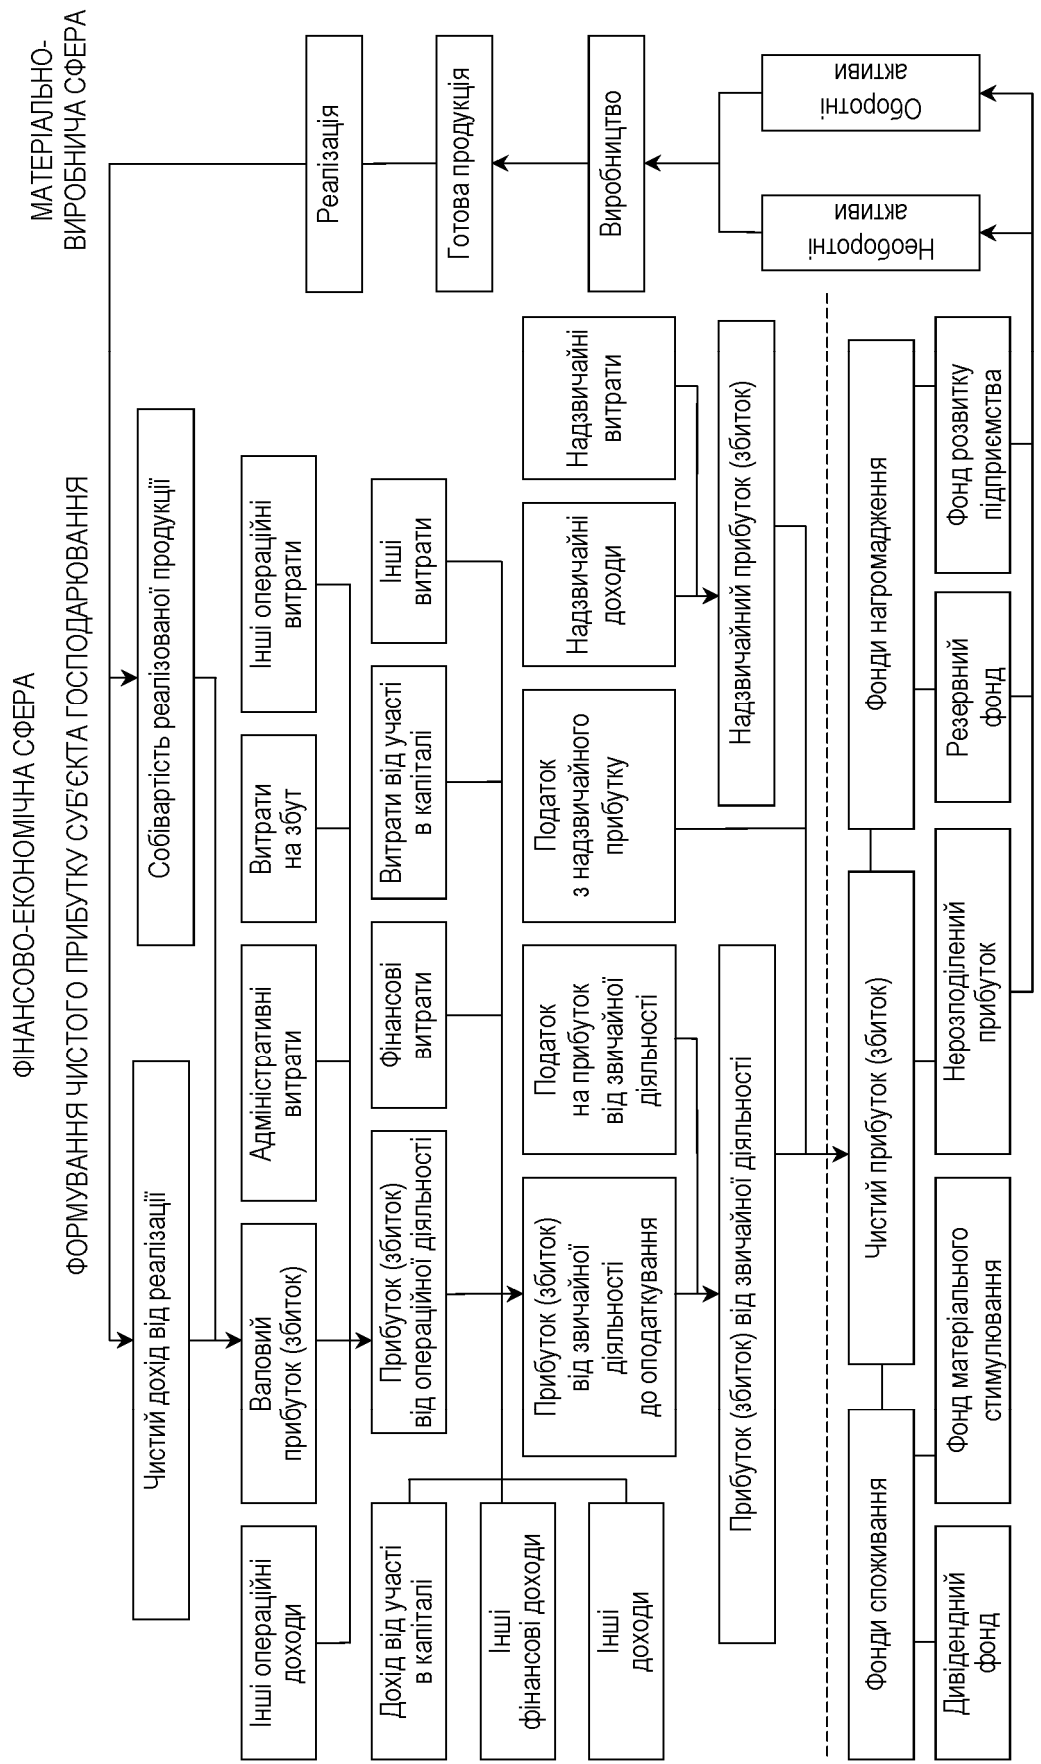 ФІНАНСОВО-ЕКОНОМІЧНА СФЕРА
МАТЕРІАЛЬНО-
ВИРОБНИЧА СФЕРА
ФОРМУВАННЯ ЧИСТОГО ПРИБУТКУ СУБ'ЄКТА ГОСПОДАРЮВАННЯ
Чистий дохід від реалізації
Собівартість реалізованої продукції
Інші операційні
доходи
Валовий
прибуток (збиток)
Адміністративні
витрати
Витрати
на збут
Інші операційні
витрати
Реалізація
Дохід від участі
в капіталі
Прибуток (збиток)
від операційної діяльності
Фінансові
витрати
Витрати від участі
в капіталі
Інші
витрати
Готова продукція
Інші
фінансові доходи
Інші
доходи
Прибуток (збиток)
від звичайної
діяльності
до оподаткування
Податок
на прибуток
від звичайної
діяльності
Податок
з надзвичайного
прибутку
Надзвичайні
доходи
Надзвичайні
витрати
Виробництво
Прибуток (збиток) від звичайної діяльності
Надзвичайний прибуток (збиток)
Необоротні
активи
Оборотні
активи
Фонди споживання
Чистий прибуток (збиток)
Фонди нагромадження
Дивідендний
фонд
Фонд матеріального
стимулювання
Нерозподілений
прибуток
Резервний
фонд
Фонд розвитку
підприємства